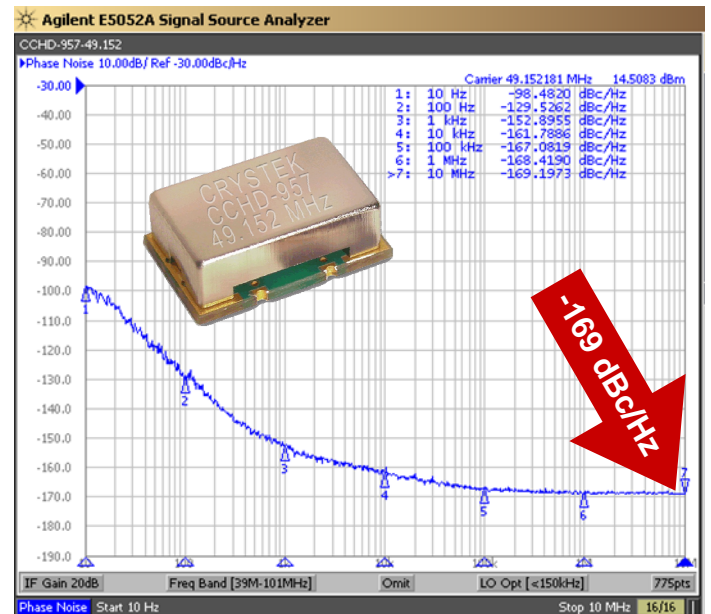 Agilent E5052A Signal Source Analyzer
CCHD-957-49.152
▶Phase Noise 10.00dB/ Ref -30.00dBc/Hz
Carrier 49.152181 MHz 14.5083 dBm
1: 10 Hz -98.4820 dBc/Hz
2: 100 Hz -129.5262 dBc/Hz
3: 1 kHz -152.8955 dBc/Hz
4: 10 kHz -161.7886 dBc/Hz
5: 100 kHz -167.0819 dBc/Hz
6: 1 MHz -168.4190 dBc/Hz
>7: 10 MHz -169.1973 dBc/Hz
-30.00
-40.00
-50.00
-60.00
-70.00
-80.00
-90.00
-100.0
-110.0
-120.0
-130.0
-140.0
-150.0
-160.0
-170.0
-180.0
-190.0
CRYSTEK
CCHD-957
49.152 MHz
-169 dBc/Hz
1
2
3
4
5
6
7
IF Gain 20dB
Freq Band [39M-101MHz]
Omit
LO Opt [<150kHz]
775pts
Phase Noise Start 10 Hz
Stop 10 MHz 16/16